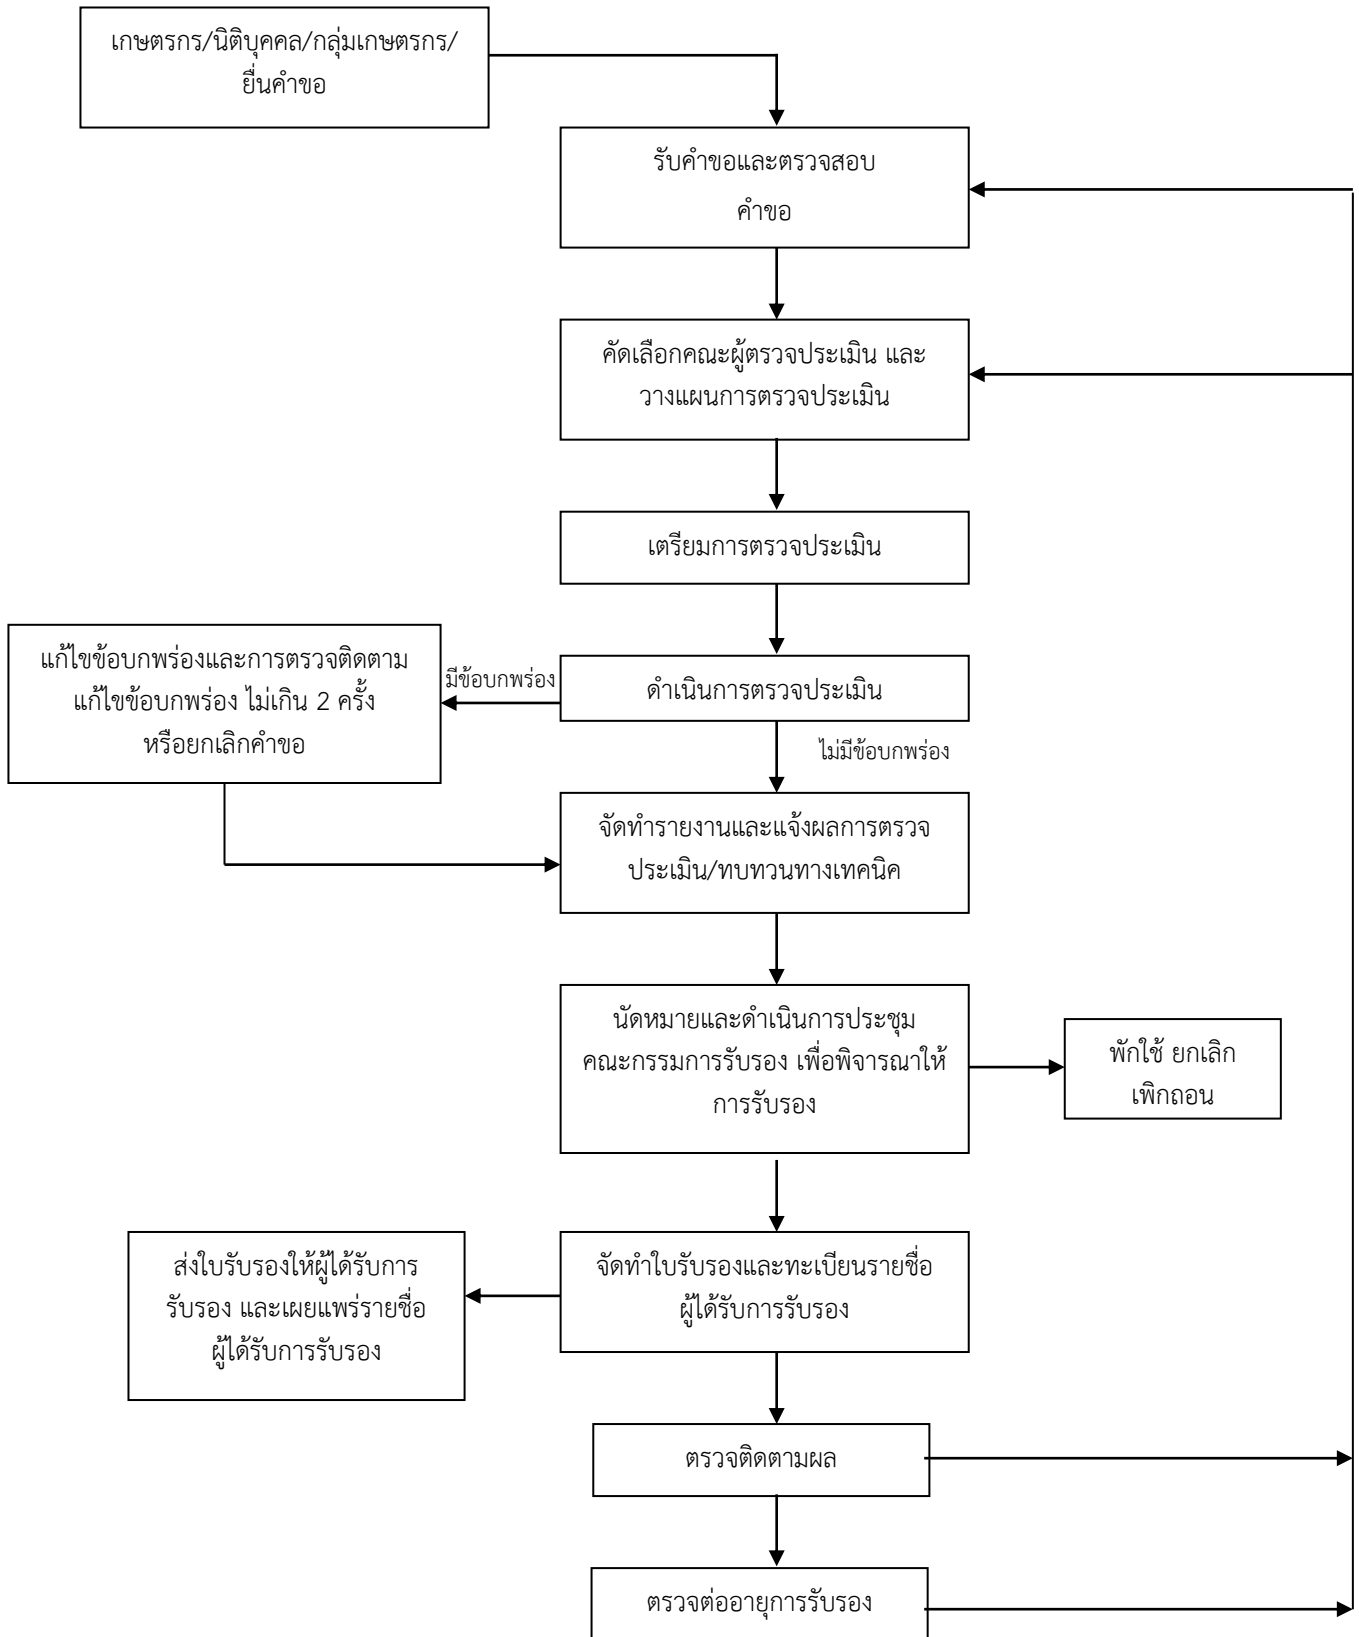 เกษตรกร/นิติบุคคล/กลุ่มเกษตรกร/
ยื่นคำขอ
รับคำขอและตรวจสอบ
คำขอ
คัดเลือกคณะผู้ตรวจประเมิน และ
วางแผนการตรวจประเมิน
เตรียมการตรวจประเมิน
แก้ไขข้อบกพร่องและการตรวจติดตาม
แก้ไขข้อบกพร่อง ไม่เกิน 2 ครั้ง
หรือยกเลิกคำขอ
มีข้อบกพร่อง
ดำเนินการตรวจประเมิน
ไม่มีข้อบกพร่อง
จัดทำรายงานและแจ้งผลการตรวจ
ประเมิน/ทบทวนทางเทคนิค
นัดหมายและดำเนินการประชุม
คณะกรรมการรับรอง เพื่อพิจารณาให้
การรับรอง
พักใช้ ยกเลิก
เพิกถอน
ส่งใบรับรองให้ผู้ได้รับการ
รับรอง และเผยแพร่รายชื่อ
ผู้ได้รับการรับรอง
จัดทำใบรับรองและทะเบียนรายชื่อ
ผู้ได้รับการรับรอง
ตรวจติดตามผล
ตรวจต่ออายุการรับรอง